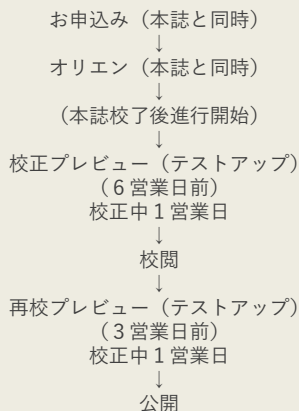 お申込み（本誌と同時）
↓
オリエン（本誌と同時）
↓
（本誌校了後進行開始）
↓
校正プレビュー（テストアップ）
（６営業日前）
校正中１営業日
↓
校閲
↓
再校プレビュー（テストアップ）
（３営業日前）
校正中１営業日
↓
公開